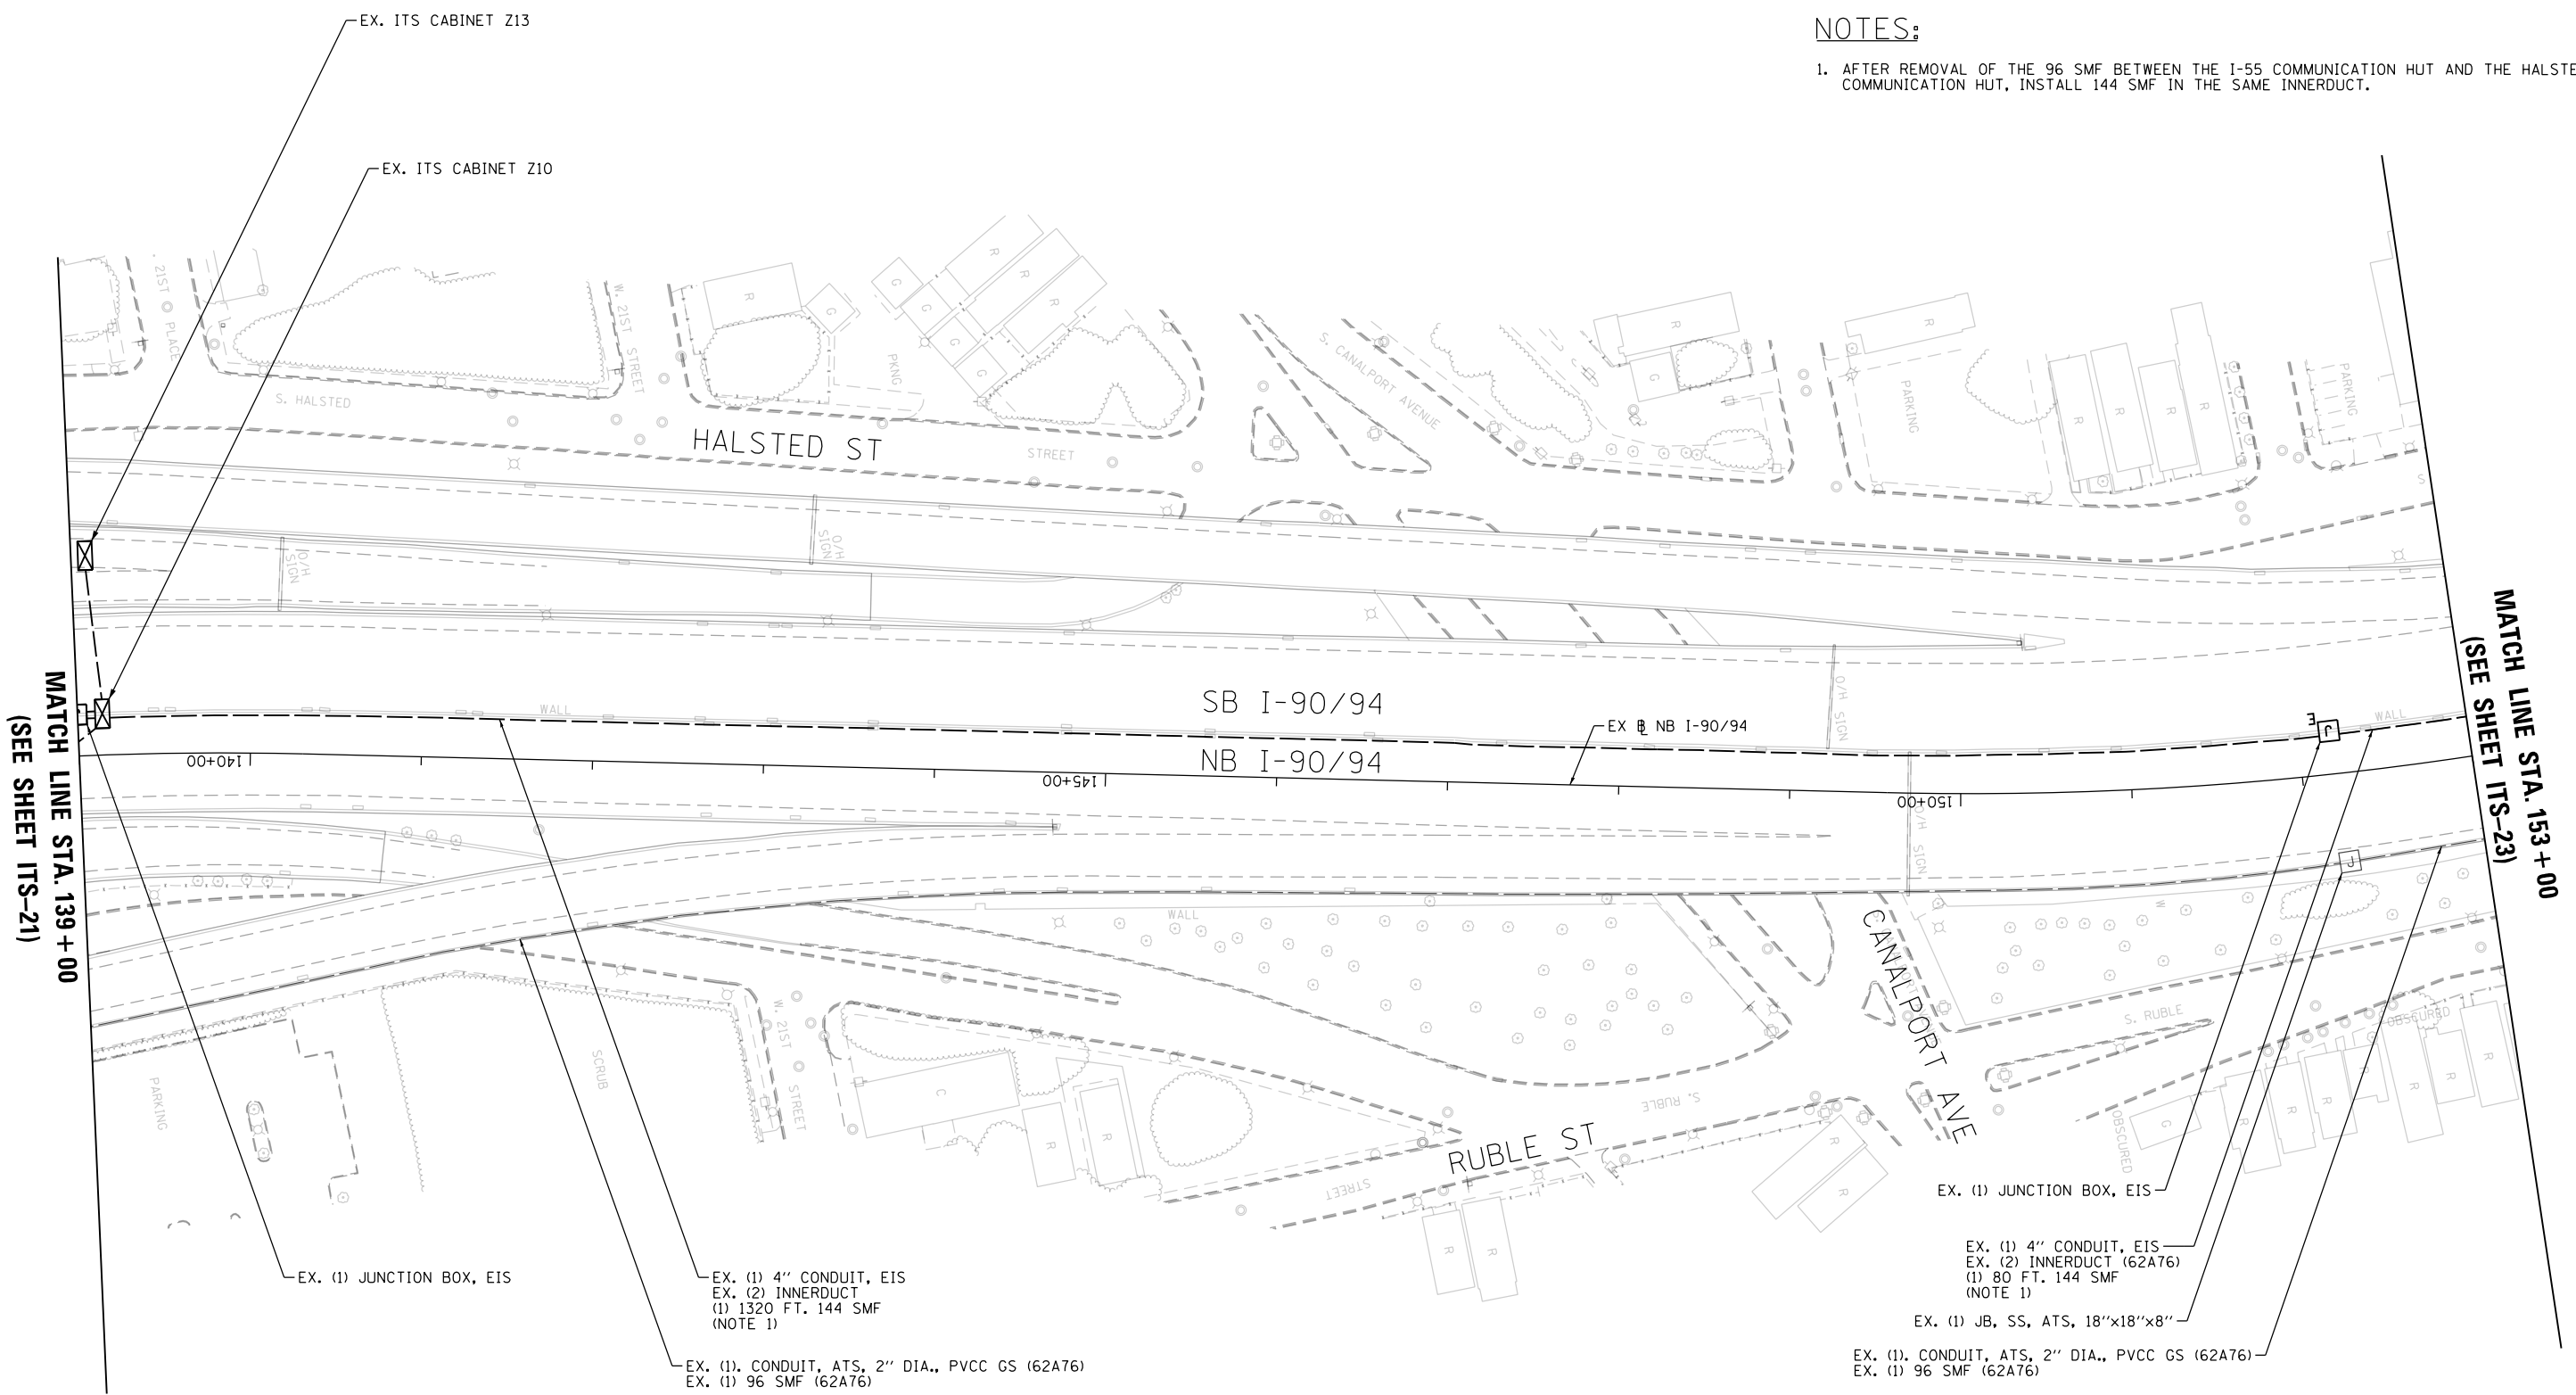 EX. ITS CABINET Z13
NOTES:
1. AFTER REMOVAL OF THE 96 SMF BETWEEN THE I-55 COMMUNICATION HUT AND THE HALSTE
COMMUNICATION HUT, INSTALL 144 SMF IN THE SAME INNERDUCT.
EX. ITS CABINET Z10
. 21ST
PLACE
W. 21ST STREET
S. HALSTED
HALSTED ST
STREET
PKNG
R
G
G
G
G
G
R
R
R
S. CANALPORT AVENUE
R
G
R
PARKING
R
R
R
R
PARKING
S
O/H
SIGN
O/H
SIGN
O/H SIGN
O/H SIGN
WALL
SB I-90/94
EX B NB I-90/94
NB I-90/94
E
J
WALL
140+00
145+00
150+00
MATCH LINE STA. 139+00
(SEE SHEET ITS-21)
MATCH LINE STA. 153+00
(SEE SHEET ITS-23)
J
WALL
W
CANALPORT AVE
W. 21ST
STREET
SCRUB
PARKING
C
R
R
S. RUBLE
STREET
RUBLE ST
S. RUBLE
OBSCURED
OBSCURED
R
R
R
R
G
R
R
R
R
R
R
R
EX. (1) JUNCTION BOX, EIS
EX. (1) 4" CONDUIT, EIS
EX. (2) INNERDUCT
(1) 1320 FT. 144 SMF
(NOTE 1)
EX. (1). CONDUIT, ATS, 2" DIA., PVCC GS (62A76)
EX. (1) 96 SMF (62A76)
EX. (1) JUNCTION BOX, EIS
EX. (1) 4" CONDUIT, EIS
EX. (2) INNERDUCT (62A76)
(1) 80 FT. 144 SMF
(NOTE 1)
EX. (1) JB, SS, ATS, 18"x18"x8"
EX. (1). CONDUIT, ATS, 2" DIA., PVCC GS (62A76)
EX. (1) 96 SMF (62A76)